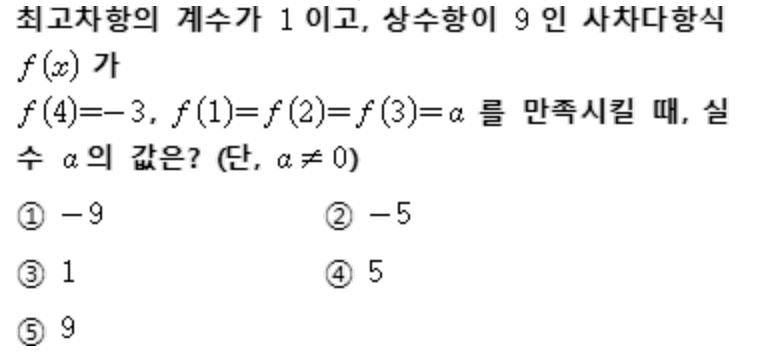 최고차항의 계수가 1 이고, 상수항이 9 인 사차다항식
f(x) 가
f(4)=-3, f(1)=f(2)=f(3)=a 를 만족시킬 때, 실
수 a의 값은? (단, a≠0)
① -9 ② -5
③ 1 ④ 5
⑤ 9